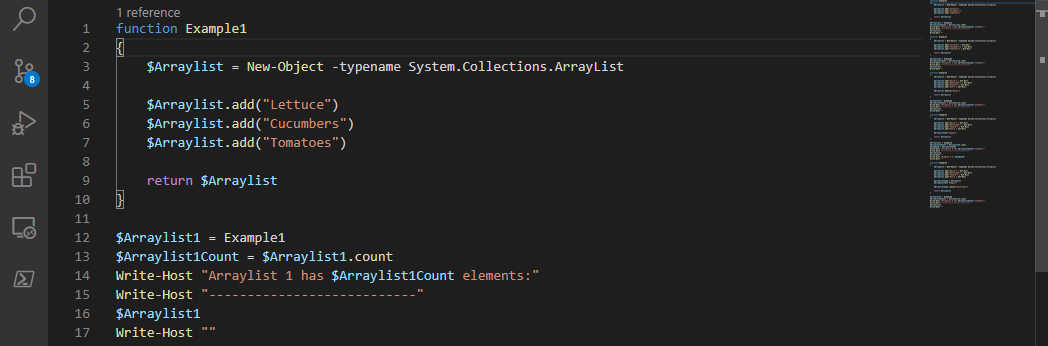 1 reference
1 function Example1
2 {
3 $Arraylist = New-Object -typename System.Collections.ArrayList
4
5 $Arraylist.add("Lettuce")
6 $Arraylist.add("Cucumbers")
7 $Arraylist.add("Tomatoes")
8
9 return $Arraylist
10 }
11
12 $Arraylist1 = Example1
13 $Arraylist1Count = $Arraylist1.count
14 Write-Host "Arraylist 1 has $Arraylist1Count elements:"
15 Write-Host "---------------------------"
16 $Arraylist1
17 Write-Host ""
8